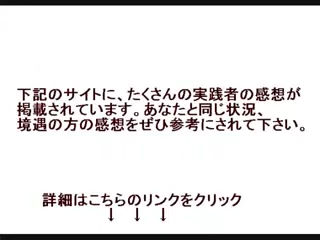 下記のサイトに、たくさんの実践者の感想が
掲載されています。あなたと同じ状況、
境遇の方の感想をぜひ参考にされて下さい。
詳細はこちらのリンクをクリック
↓ ↓ ↓